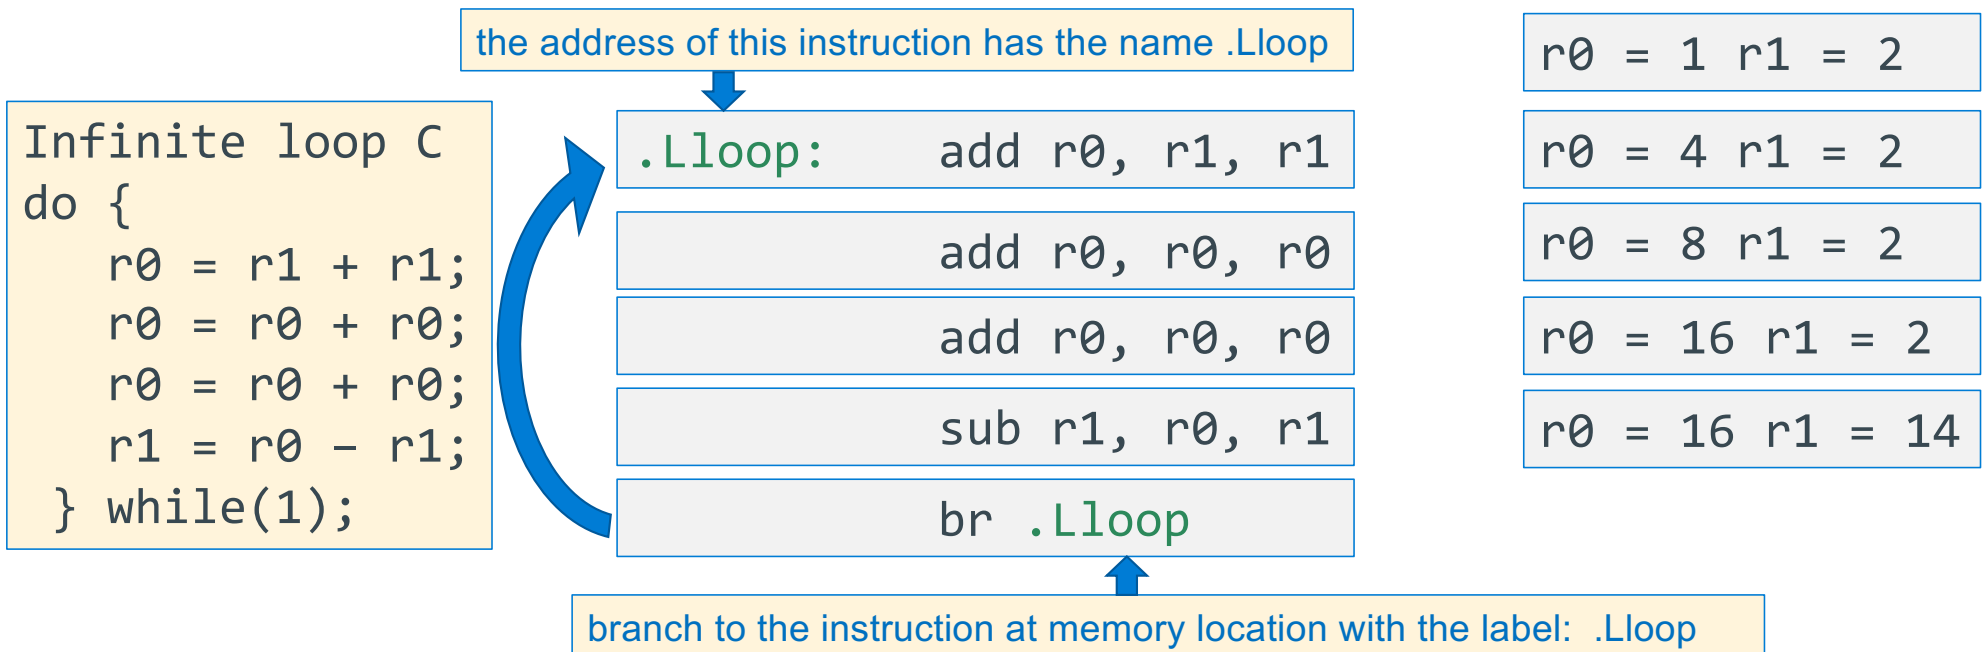 the address of this instruction has the name .Lloop
Infinite loop C
do {
r0 = r1 + r1;
r0 = r0 + r0;
r0 = r0 + r0;
r1 = r0 – r1;
} while(1);
.Lloop: add r0, r1, r1
add r0, r0, r0
add r0, r0, r0
sub r1, r0, r1
br .Lloop
branch to the instruction at memory location with the label: .Lloop
r0 = 1 r1 = 2
r0 = 4 r1 = 2
r0 = 8 r1 = 2
r0 = 16 r1 = 2
r0 = 16 r1 = 14